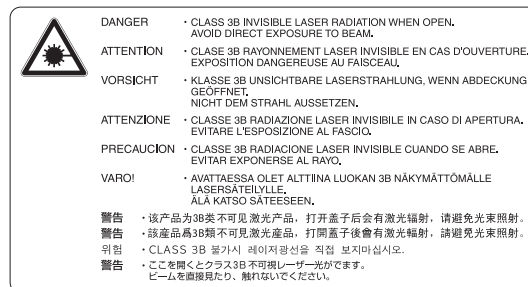 DANGER ・CLASS 3B INVISIBLE LASER RADIATION WHEN OPEN.
AVOID DIRECT EXPOSURE TO BEAM.
ATTENTION ・CLASE 3B RAYONNEMENT LASER INVISIBLE EN CAS D'OUVERTURE.
EXPOSITION DANGEREUSE AU FAISCEAU.
VORSICHT ・KLASSE 3B UNSICHTBARE LASERSTRAHLUNG, WENN ABDECKUNG
GEÖFFNET.
NICHT DEM STRAHL AUSSETZEN.
ATTENZIONE ・CLASSE 3B RADIAZIONE LASER INVISIBILE IN CASO DI APERTURA.
EVITARE L'ESPOSIZIONE AL FASCIO.
PRECAUCION ・CLASSE 3B RADIACIONE LASER INVISIBLE CUANDO SE ABRE.
EVITAR EXPONERSE AL RAYO.
VARO! ・AVATTAESSA OLET ALTTIINA LUOKAN 3B NÄKYMÄTTÖMÄLLE
LASERSÄTEILYLLE.
ÄLÄ KATSO SÄTEESEEN.
警告 ・该产品为3B类不可见激光产品，打开盖子后会有激光辐射，请避免光束照射。
警告 ・該産品爲3B類不可見激光産品，打開蓋子後會有激光輻射，請避免光束照射。
위험 ・CLASS 3B 불가시 레이저광선을 직접 보지마십시오.
警告 ・ここを開くとクラス3B不可視レーザー光がでます。
ビームを直接見たり、触れないでください。